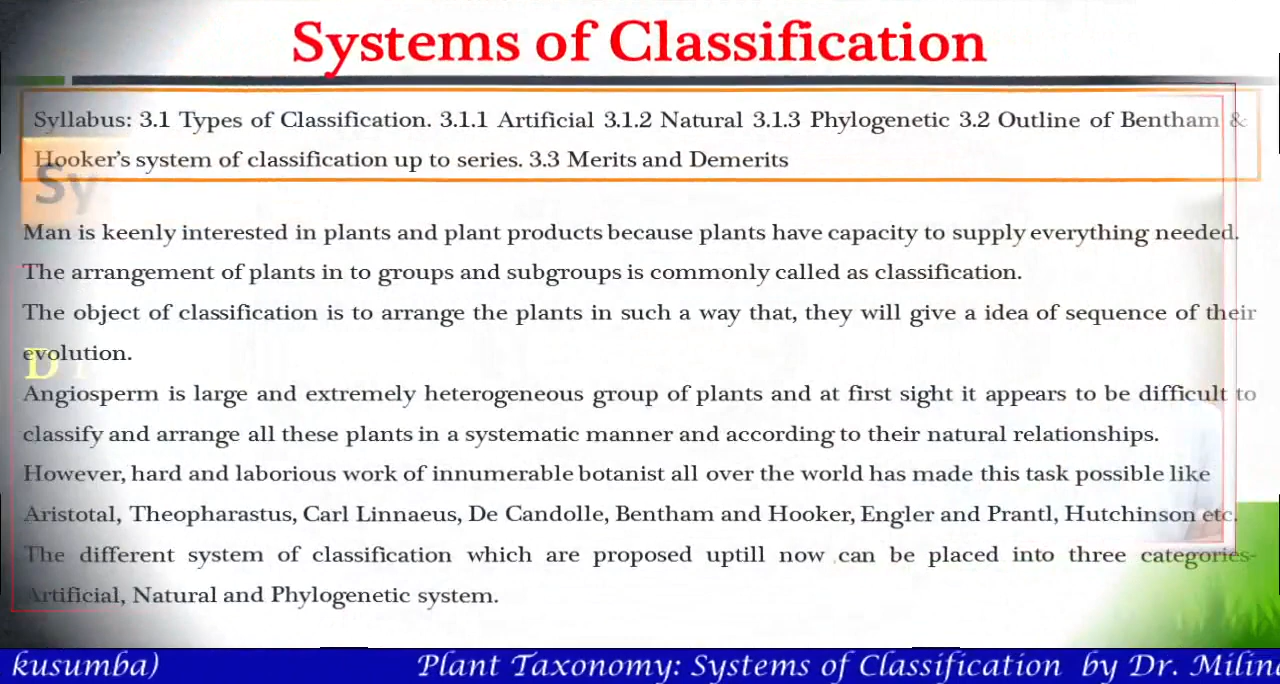 Systems of Classification
Syllabus: 3.1 Types of Classification. 3.1.1 Artificial 3.1.2 Natural 3.1.3 Phylogenetic 3.2 Outline of Bentham &
Hooker's system of classification up to series. 3.3 Merits and Demerits
Sy
Man is keenly interested in plants and plant products because plants have capacity to supply everything needed.
The arrangement of plants in to groups and subgroups is commonly called as classification.
The object of classification is to arrange the plants in such a way that, they will give a idea of sequence of their
evolution.
D
Angiosperm is large and extremely heterogeneous group of plants and at first sight it appears to be difficult to
classify and arrange all these plants in a systematic manner and according to their natural relationships.
However, hard and laborious work of innumerable botanist all over the world has made this task possible like
Aristotal, Theopharastus, Carl Linnaeus, De Candolle, Bentham and Hooker, Engler and Prantl, Hutchinson etc.
The different system of classification which are proposed uptill now can be placed into three categories-
Artificial, Natural and Phylogenetic system.
kusumba) Plant Taxonomy: Systems of Classification by Dr. Milind